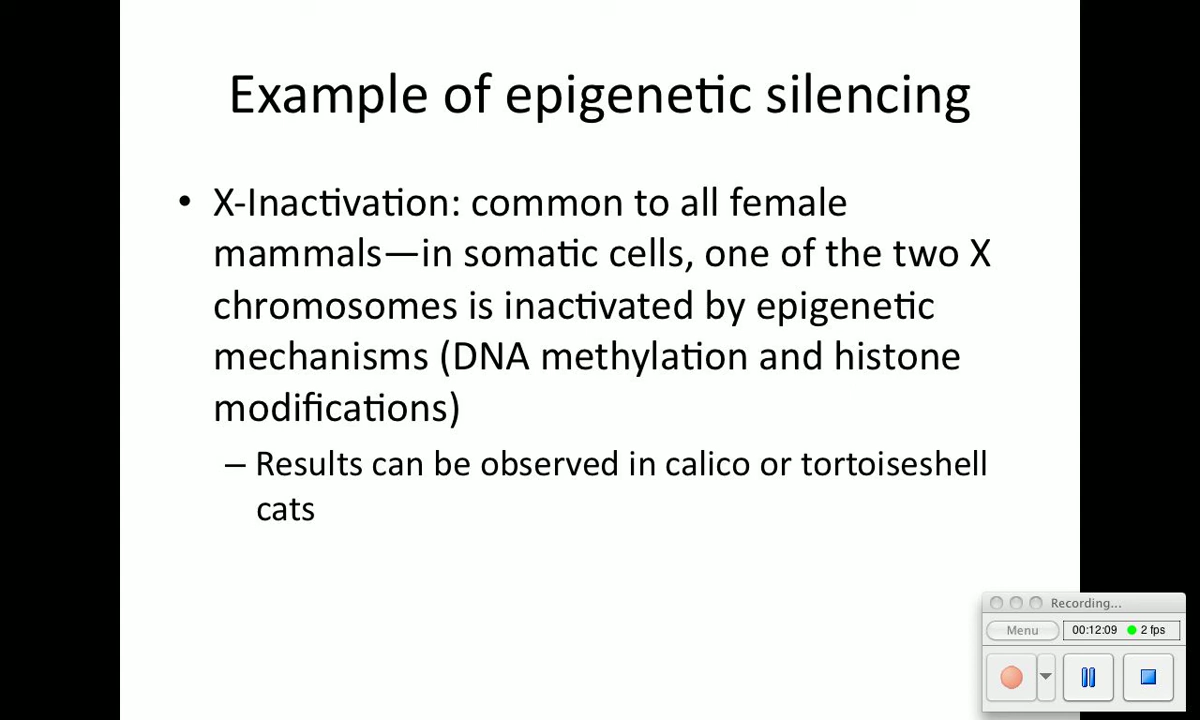 Example of epigenetic silencing
• X-Inactivation: common to all female
mammals—in somatic cells, one of the two X
chromosomes is inactivated by epigenetic
mechanisms (DNA methylation and histone
modifications)
– Results can be observed in calico or tortoiseshell
cats
Recording...
Menu 00:12:09 2 fps